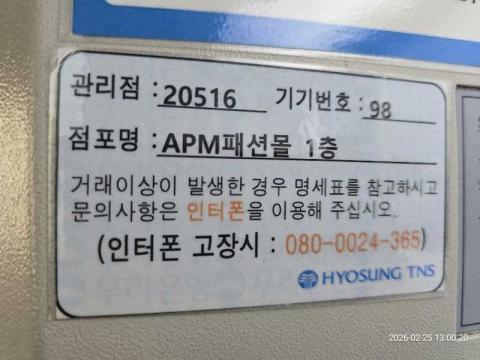 관리점 : 20516 기기번호 : 98
점포명 : APM패션몰 1층
거래이상이 발생한 경우 명세표를 참고하시고
문의사항은 인터폰을 이용해 주십시오.
(인터폰 고장시 : 080-0024-365)
HYOSUNG TNS
2026-02-25 13:00:20